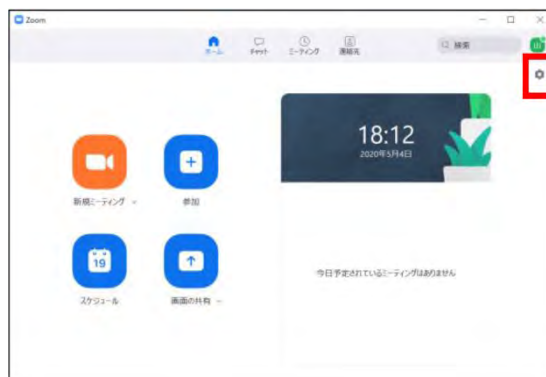 Zoom
ホーム
チャット
ミーティング
連絡先
検索
山
18:12
2020年5月4日
新規ミーティング
参加
19
スケジュール
画面の共有
今日予定されているミーティングはありません